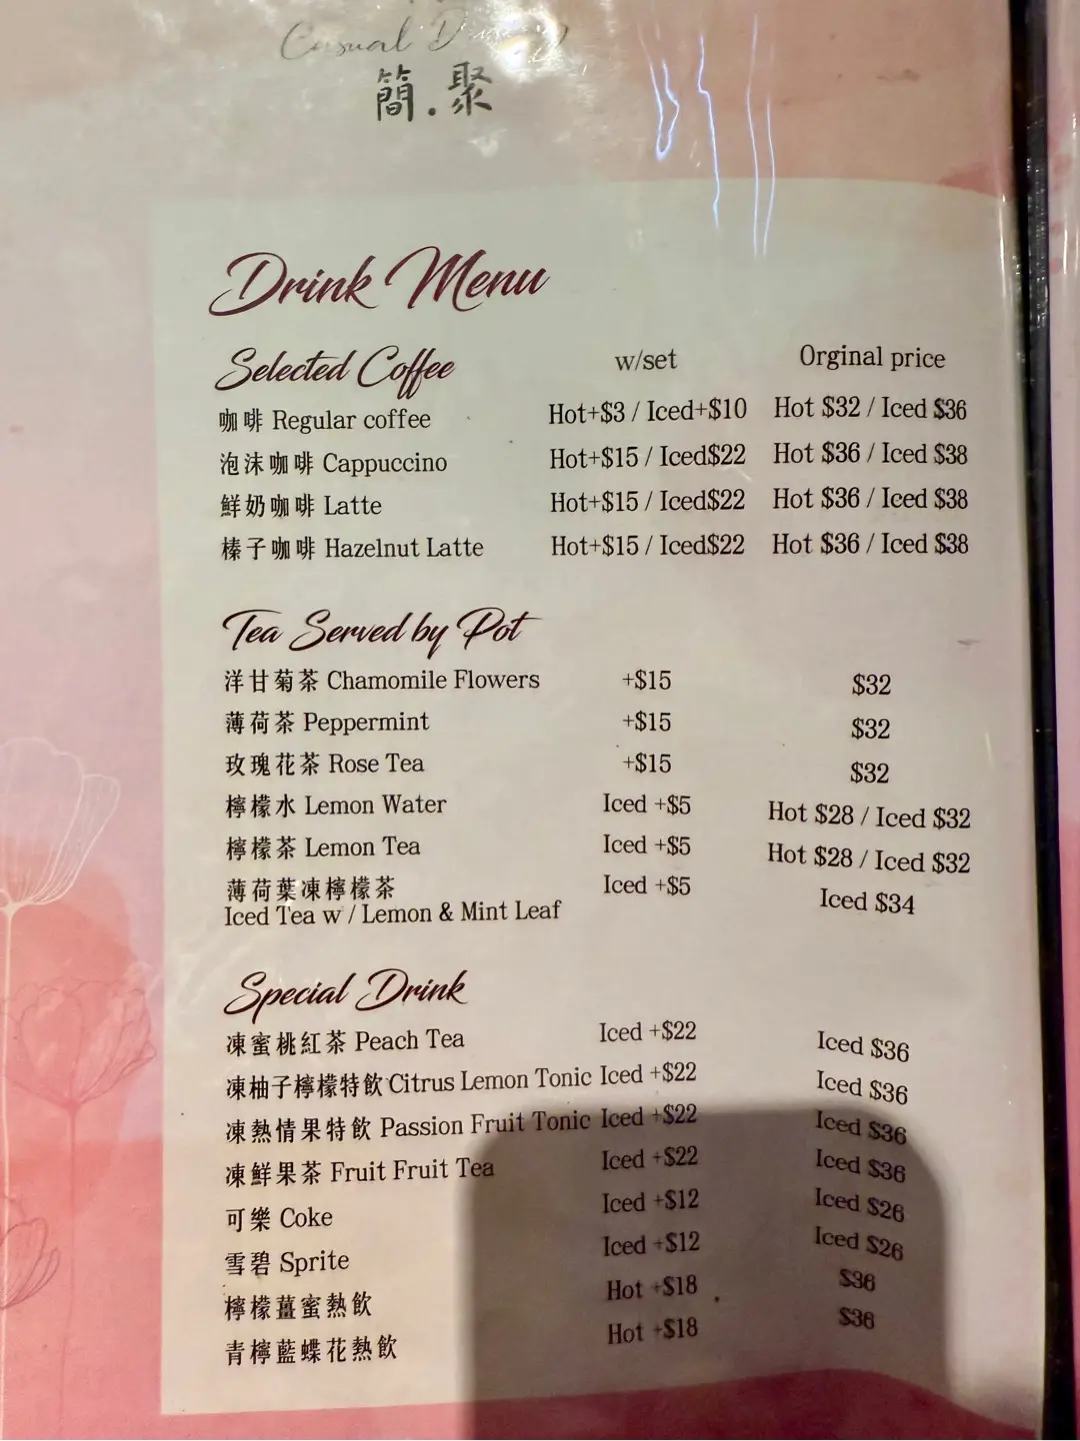 Casual
簡.聚
Drink Menu
Selected Coffee w/set Orginal price
咖啡 Regular coffee Hot+$3 / Iced+$10 Hot $32 / Iced $36
泡沫咖啡 Cappuccino Hot+$15 / Iced$22 Hot $36 / Iced $38
鮮奶咖啡 Latte Hot+$15 / Iced$22 Hot $36 / Iced $38
榛子咖啡 Hazelnut Latte Hot+$15 / Iced$22 Hot $36 / Iced $38
Tea Served by Pot
洋甘菊茶 Chamomile Flowers +$15 $32
薄荷茶 Peppermint +$15 $32
玫瑰花茶 Rose Tea +$15 $32
檸檬水 Lemon Water Iced +$5 Hot $28 / Iced $32
檸檬茶 Lemon Tea Iced +$5 Hot $28 / Iced $32
薄荷葉凍檸檬茶 Iced +$5 Iced $34
Iced Tea w / Lemon & Mint Leaf
Special Drink
凍蜜桃紅茶 Peach Tea Iced +$22 Iced $36
凍柚子檸檬特飲 Citrus Lemon Tonic Iced +$22 Iced $36
凍熱情果特飲 Passion Fruit Tonic Iced +$22 Iced $36
凍鮮果茶 Fruit Fruit Tea Iced +$22 Iced $36
可樂 Coke Iced +$12 Iced $26
雪碧 Sprite Iced +$12 Iced $26
檸檬薑蜜熱飲 Hot +$18 $36
青檸藍蝶花熱飲 Hot +$18 $36